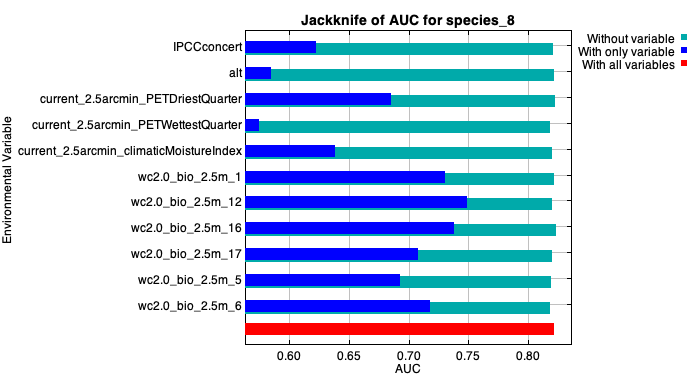 Jackknife of AUC for species_8
Without variable
With only variable
With all variables
Environmental Variable
IPCCconcert
alt
current_2.5arcmin_PETDriestQuarter
current_2.5arcmin_PETWettestQuarter
current_2.5arcmin_climaticMoistureIndex
wc2.0_bio_2.5m_1
wc2.0_bio_2.5m_12
wc2.0_bio_2.5m_16
wc2.0_bio_2.5m_17
wc2.0_bio_2.5m_5
wc2.0_bio_2.5m_6
0.60 0.65 0.70 0.75 0.80
AUC